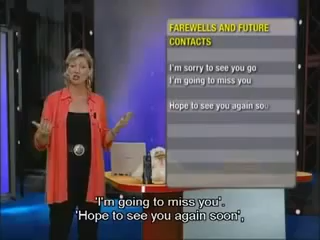 FAREWELLS AND FUTURE
CONTACTS
I'm sorry to see you go
I'm going to miss you
Hope to see you again soo
'I'm going to miss you'.
'Hope to see you again soon',